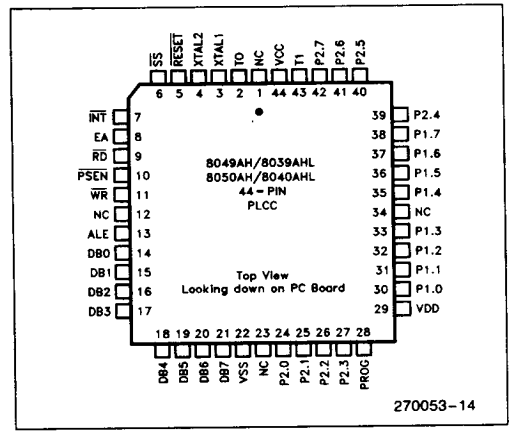 S̅S̅ R̅E̅S̅E̅T̅ XTAL2 XTAL1 T0 NC VCC T1 P2.7 P2.6 P2.5
6 5 4 3 2 1 44 43 42 41 40
I̅N̅T̅ 7
EA 8
R̅D̅ 9
P̅S̅E̅N̅ 10
W̅R̅ 11
NC 12
ALE 13
DB0 14
DB1 15
DB2 16
DB3 17
8049AH/8039AHL
8050AH/8040AHL
44-PIN
PLCC
Top View
Looking down on PC Board
39 P2.4
38 P1.7
37 P1.6
36 P1.5
35 P1.4
34 NC
33 P1.3
32 P1.2
31 P1.1
30 P1.0
29 VDD
18 19 20 21 22 23 24 25 26 27 28
DB4 DB5 DB6 DB7 VSS NC P2.0 P2.1 P2.2 P2.3 PROG
270053-14